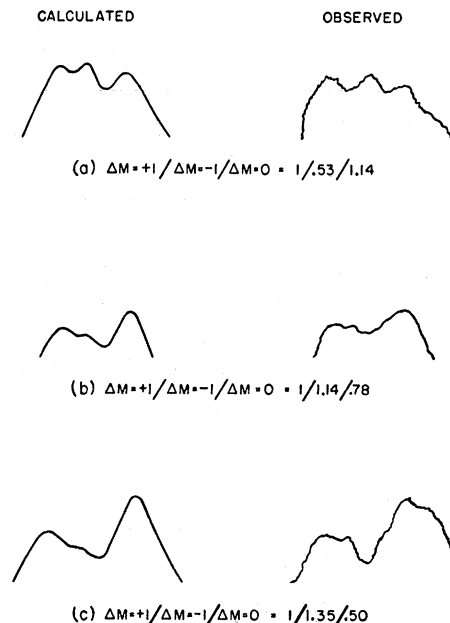 CALCULATED OBSERVED
(a) ΔM=+1/ΔM=-1/ΔM=0 = 1/.53/1.14
(b) ΔM=+1/ΔM=-1/ΔM=0 = 1/1.14/.78
(c) ΔM=+1/ΔM=-1/ΔM=0 = 1/1.35/.50